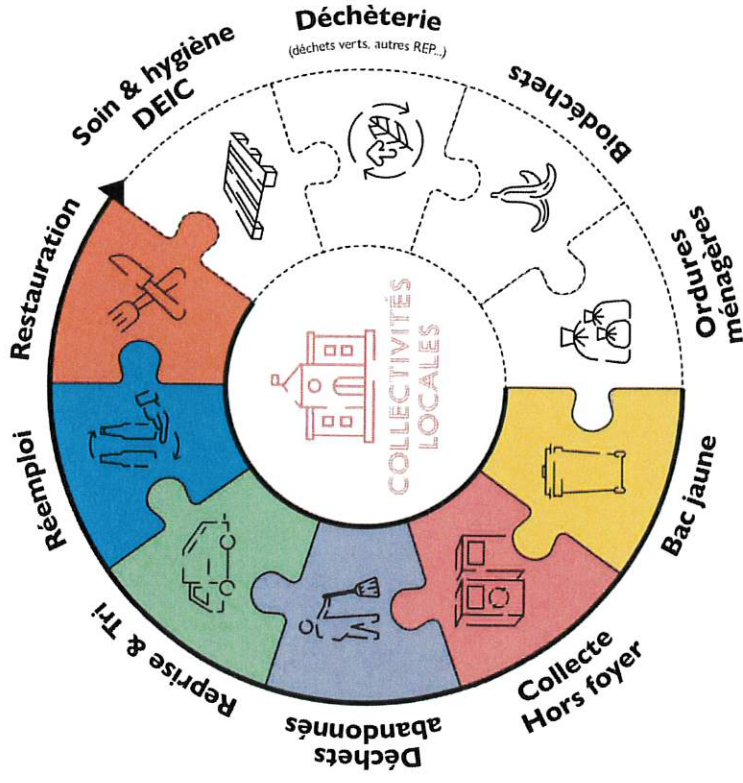 Déchèterie
(déchets verts, autres REP...)
Biodéchets
Ordures
ménagères
Bac jaune
Collecte
Hors foyer
Déchets
abandonnés
Reprise & Tri
Réemploi
Restauration
Soin & hygiène
DEIC
COLLECTIVITÉS
LOCALES